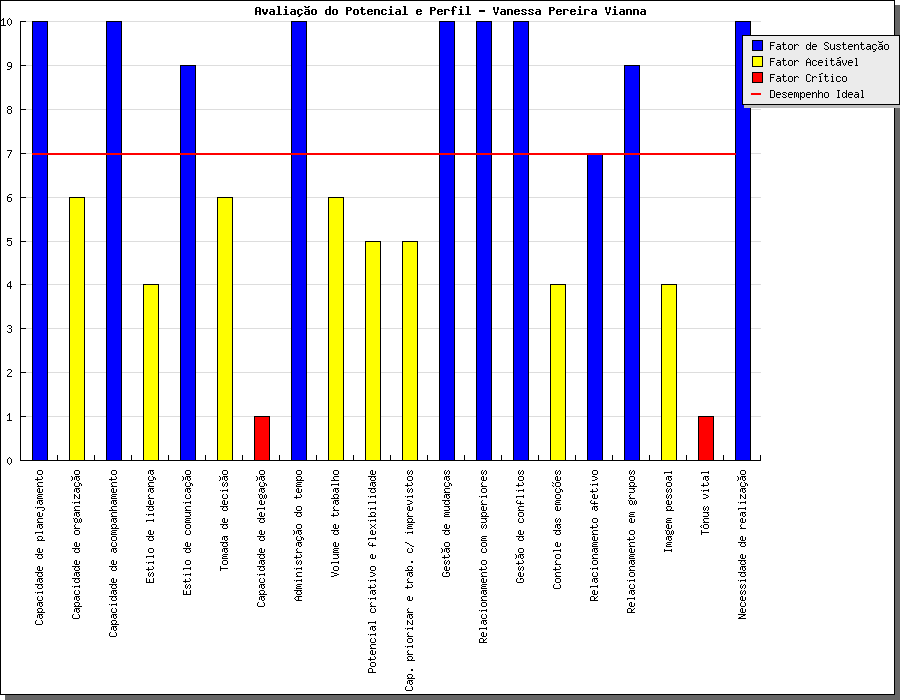 Avaliação do Potencial e Perfil - Vanessa Pereira Vianna
10
9
8
7
6
5
4
3
2
1
0
Fator de Sustentação
Fator Aceitável
Fator Crítico
Desempenho Ideal
Capacidade de planejamento
Capacidade de organização
Capacidade de acompanhamento
Estilo de liderança
Estilo de comunicação
Tomada de decisão
Capacidade de delegação
Administração do tempo
Volume de trabalho
Potencial criativo e flexibilidade
Cap. priorizar e trab. c/ imprevistos
Gestão de mudanças
Relacionamento com superiores
Gestão de conflitos
Controle das emoções
Relacionamento afetivo
Relacionamento em grupos
Imagem pessoal
Tônus vital
Necessidade de realização